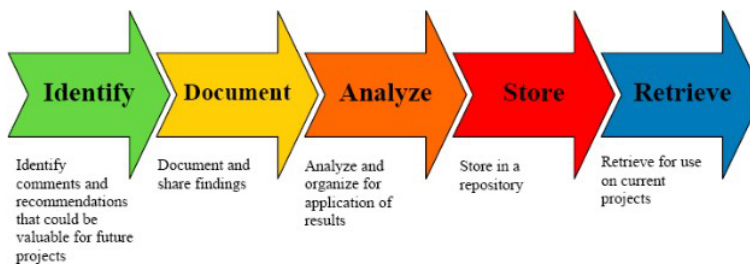 Identify
Document
Analyze
Store
Retrieve
Identify
comments and
recommendations
that could be
valuable for future
projects
Document and
share findings
Analyze and
organize for
application of
results
Store in a
repository
Retrieve for use
on current
projects